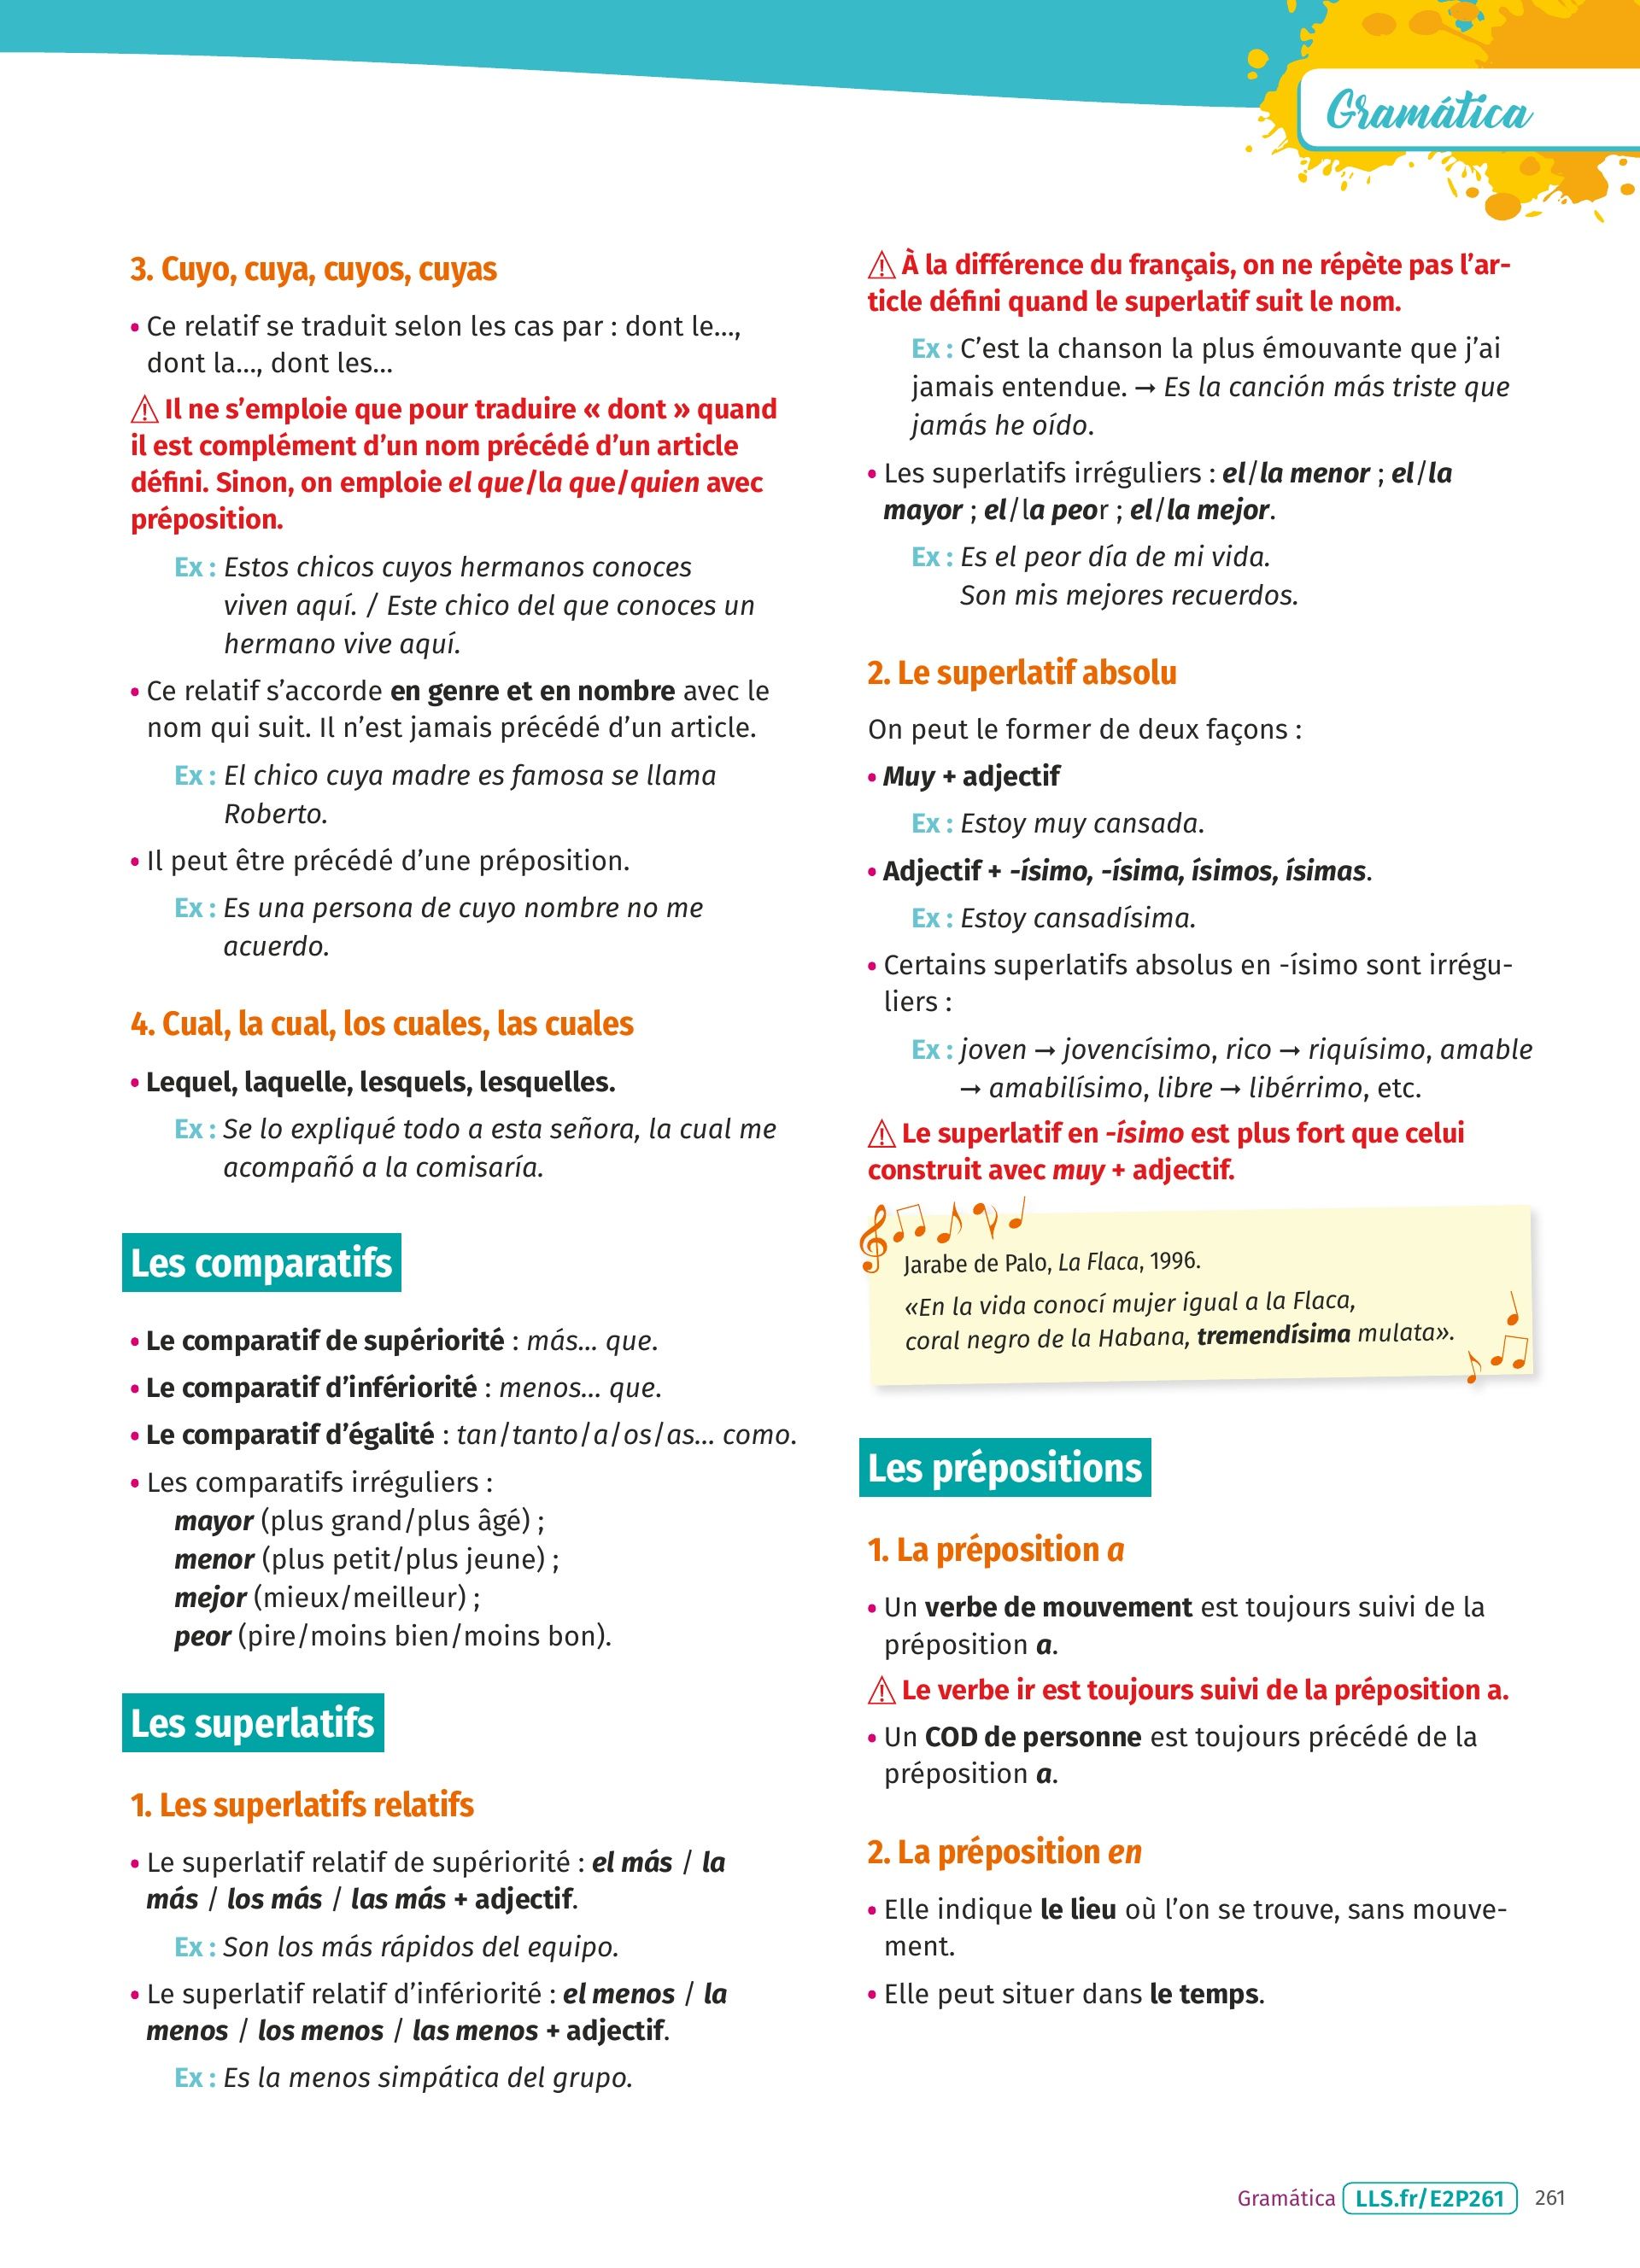 Gramática
3. Cuyo, cuya, cuyos, cuyas
• Ce relatif se traduit selon les cas par : dont le...,
dont la..., dont les...
⚠ Il ne s’emploie que pour traduire « dont » quand
il est complément d’un nom précédé d’un article
défini. Sinon, on emploie el que/la que/quien avec
préposition.
Ex : Estos chicos cuyos hermanos conoces
viven aquí. / Este chico del que conoces un
hermano vive aquí.
• Ce relatif s’accorde en genre et en nombre avec le
nom qui suit. Il n’est jamais précédé d’un article.
Ex : El chico cuya madre es famosa se llama
Roberto.
• Il peut être précédé d’une préposition.
Ex : Es una persona de cuyo nombre no me
acuerdo.
4. Cual, la cual, los cuales, las cuales
• Lequel, laquelle, lesquels, lesquelles.
Ex : Se lo expliqué todo a esta señora, la cual me
acompañó a la comisaría.
Les comparatifs
• Le comparatif de supériorité : más... que.
• Le comparatif d’infériorité : menos... que.
• Le comparatif d’égalité : tan/tanto/a/os/as... como.
• Les comparatifs irréguliers :
mayor (plus grand/plus âgé) ;
menor (plus petit/plus jeune) ;
mejor (mieux/meilleur) ;
peor (pire/moins bien/moins bon).
Les superlatifs
1. Les superlatifs relatifs
• Le superlatif relatif de supériorité : el más / la
más / los más / las más + adjectif.
Ex : Son los más rápidos del equipo.
• Le superlatif relatif d’infériorité : el menos / la
menos / los menos / las menos + adjectif.
Ex : Es la menos simpática del grupo.
⚠ À la différence du français, on ne répète pas l’ar-
ticle défini quand le superlatif suit le nom.
Ex : C’est la chanson la plus émouvante que j’ai
jamais entendue. → Es la canción más triste que
jamás he oído.
• Les superlatifs irréguliers : el/la menor ; el/la
mayor ; el/la peor ; el/la mejor.
Ex : Es el peor día de mi vida.
Son mis mejores recuerdos.
2. Le superlatif absolu
On peut le former de deux façons :
• Muy + adjectif
Ex : Estoy muy cansada.
• Adjectif + -ísimo, -ísima, ísimos, ísimas.
Ex : Estoy cansadísima.
• Certains superlatifs absolus en -ísimo sont irrégu-
liers :
Ex : joven → jovencísimo, rico → riquísimo, amable
→ amabilísimo, libre → libérrimo, etc.
⚠ Le superlatif en -ísimo est plus fort que celui
construit avec muy + adjectif.
Jarabe de Palo, La Flaca, 1996.
«En la vida conocí mujer igual a la Flaca,
coral negro de la Habana, tremendísima mulata».
Les prépositions
1. La préposition a
• Un verbe de mouvement est toujours suivi de la
préposition a.
⚠ Le verbe ir est toujours suivi de la préposition a.
• Un COD de personne est toujours précédé de la
préposition a.
2. La préposition en
• Elle indique le lieu où l’on se trouve, sans mouve-
ment.
• Elle peut situer dans le temps.
Gramática LLS.fr/E2P261 261